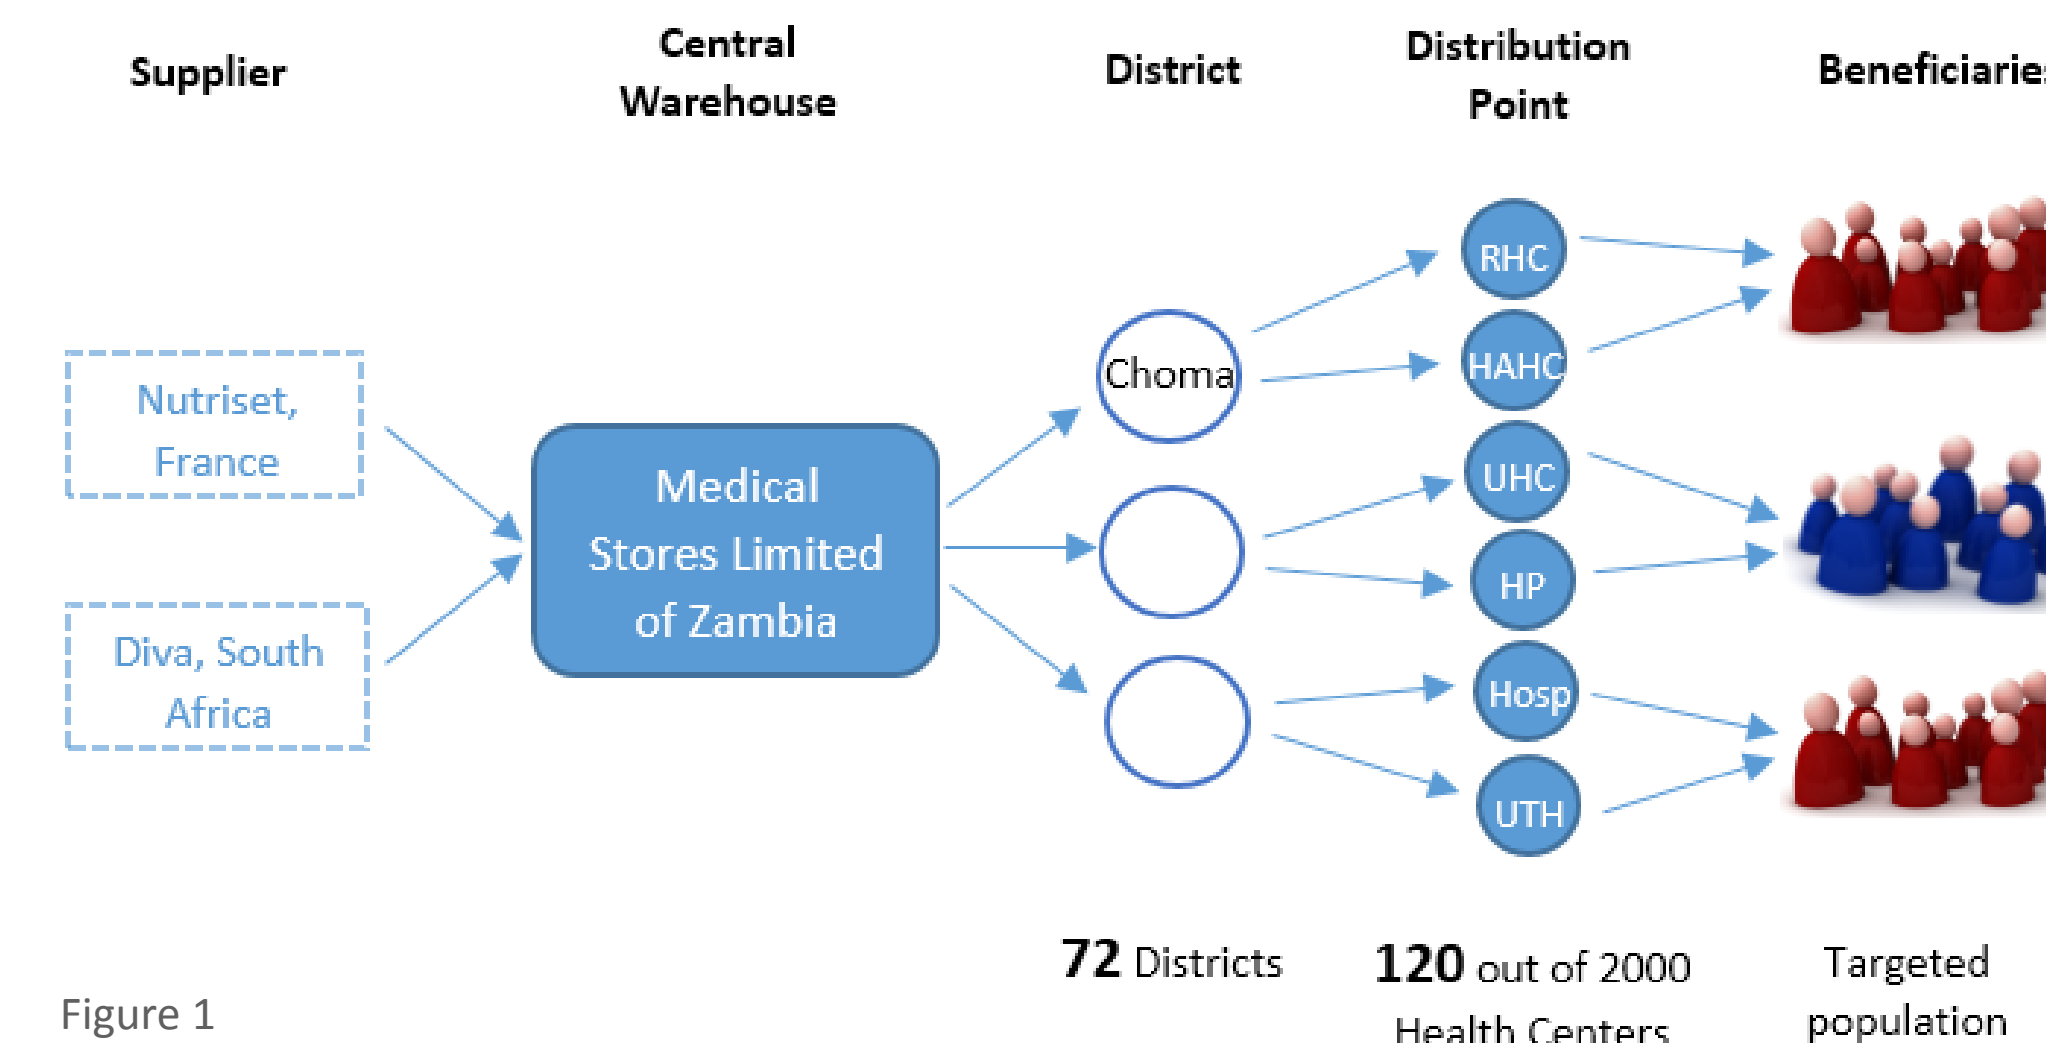 Supplier
Central
Warehouse
District
Distribution
Point
Nutriset,
France
Diva, South
Africa
Medical
Stores Limited
of Zambia
Choma
RHC
HAHC
UHC
HP
Hosp
UTH
72 Districts
120 out of 2000
Health Centers
Targeted
population
Figure 1